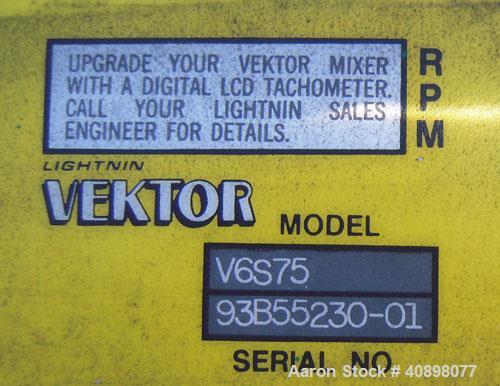 UPGRADE YOUR VEKTOR MIXER
WITH A DIGITAL LCD TACHOMETER.
CALL YOUR LIGHTNIN SALES
ENGINEER FOR DETAILS.
RPM
LIGHTNIN
VEKTOR
MODEL
V6S75
93B55230-01
SERIAL NO.
Aaron Stock# 40898077